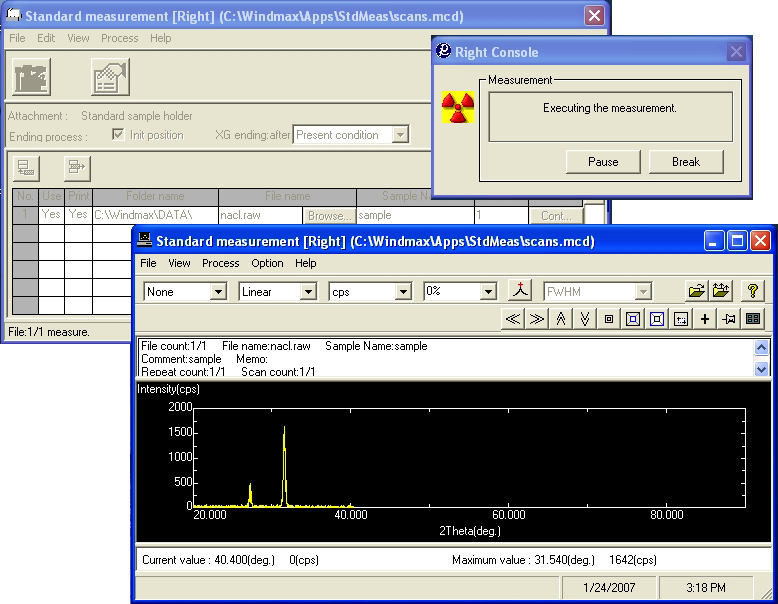 Standard measurement [Right] (C:\Windmax\Apps\StdMeas\scans.mcd)
File Edit View Process Help
Attachment : Standard sample holder
Ending process : Init position XG ending:after Present condition
No. Use Print Folder name File name Sample N
1 Yes Yes C:\Windmax\DATA\ nacl.raw Browse... sample 1 Cont...
File:1/1 measure.
Right Console
Measurement
Executing the measurement.
Pause Break
Standard measurement [Right] (C:\Windmax\Apps\StdMeas\scans.mcd)
File View Process Option Help
None Linear cps 0% FWHM
File count:1/1 File name:nacl.raw Sample Name:sample
Comment:sample Memo:
Repeat count:1/1 Scan count:1/1
Intensity(cps)
2000
1500
1000
500
0
20.000 40.000 60.000 80.000
2Theta(deg.)
Current value : 40.400(deg.) 0(cps) Maximum value : 31.540(deg.) 1642(cps)
1/24/2007 3:18 PM